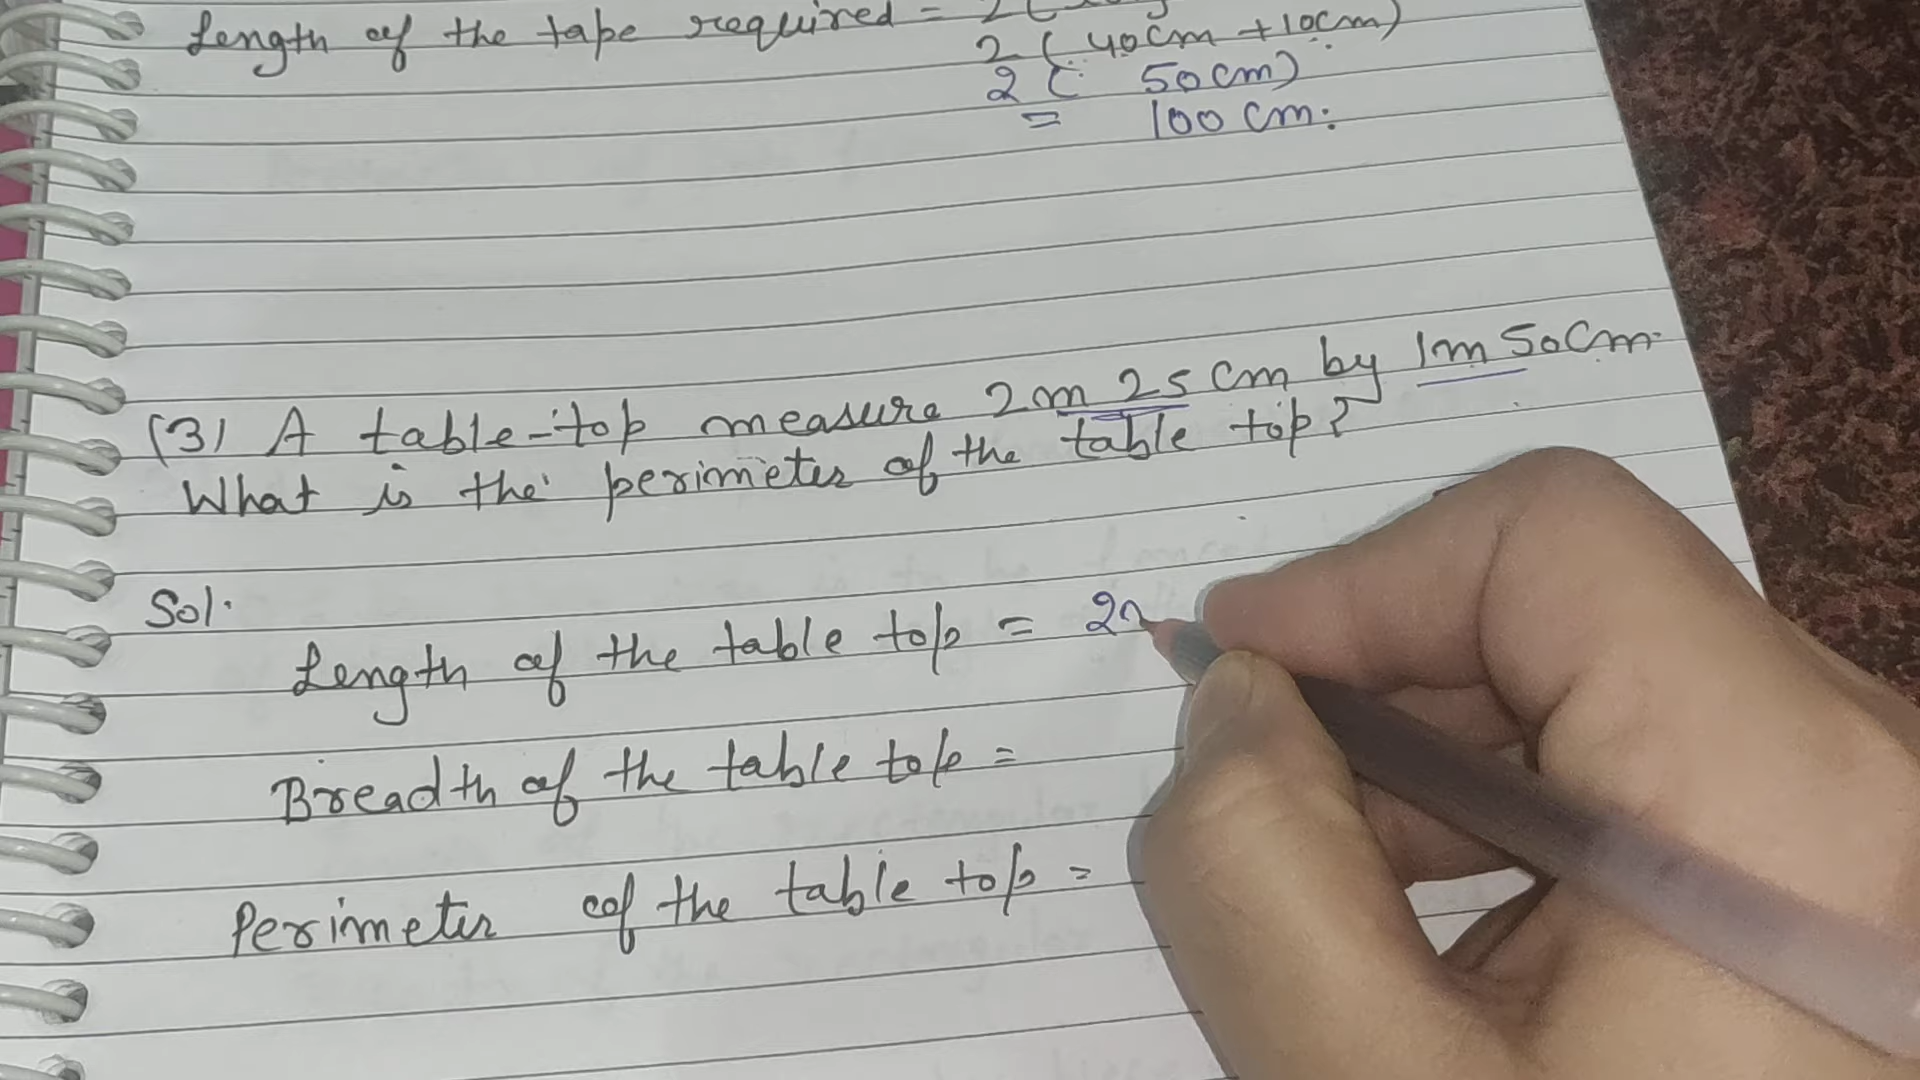 Length of the tape required = 2 (
2 ( 40cm + 10cm)
2 ( 50cm)
= 100 cm.
(3) A table-top measure 2m 25cm by 1m 50cm.
What is the perimeter of the table top?
Sol.
Length of the table top = 2
Breadth of the table top =
Perimeter of the table top =